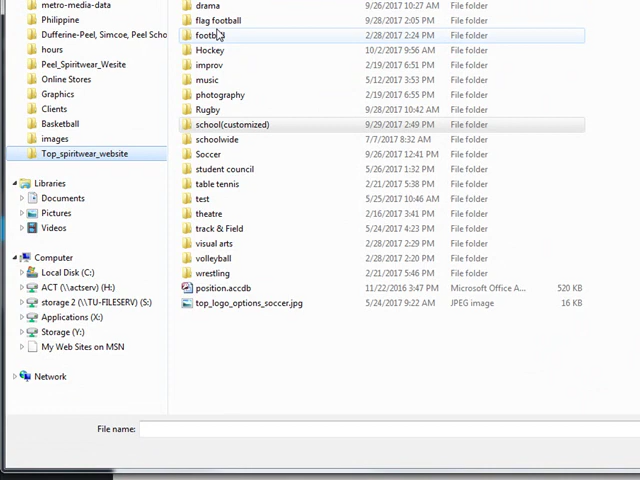 metro-media-data
Philippine
Dufferine-Peel, Simcoe, Peel Scho
hours
Peel_Spiritwear_Wesite
Online Stores
Graphics
Clients
Basketball
images
Top_spiritwear_website
Libraries
Documents
Pictures
Videos
Computer
Local Disk (C:)
ACT (\\actserv) (H:)
storage 2 (\\TU-FILESERV) (S:)
Applications (X:)
Storage (Y:)
My Web Sites on MSN
Network
drama 9/26/2017 10:27 AM File folder
flag football 9/28/2017 2:05 PM File folder
football 2/28/2017 2:24 PM File folder
Hockey 10/2/2017 9:56 AM File folder
improv 2/19/2017 6:51 PM File folder
music 5/12/2017 3:53 PM File folder
photography 2/19/2017 6:55 PM File folder
Rugby 9/28/2017 10:42 AM File folder
school(customized) 9/29/2017 2:49 PM File folder
schoolwide 7/7/2017 8:32 AM File folder
Soccer 9/26/2017 12:41 PM File folder
student council 5/26/2017 1:32 PM File folder
table tennis 2/21/2017 5:38 PM File folder
test 5/25/2017 10:46 AM File folder
theatre 2/16/2017 3:41 PM File folder
track & Field 5/24/2017 4:23 PM File folder
visual arts 2/28/2017 2:29 PM File folder
volleyball 2/28/2017 2:20 PM File folder
wrestling 2/21/2017 5:46 PM File folder
position.accdb 11/22/2016 3:47 PM Microsoft Office A... 520 KB
top_logo_options_soccer.jpg 5/24/2017 9:22 AM JPEG image 16 KB
File name: